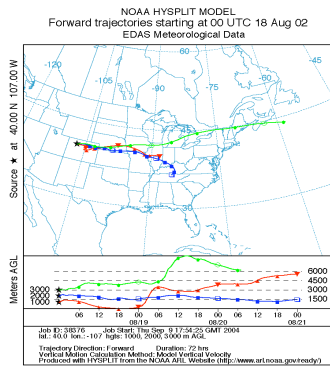 NOAA HYSPLIT MODEL
Forward trajectories starting at 00 UTC 18 Aug 02
EDAS Meteorological Data
Source ★ at 40.00 N 107.00 W
-120
-105
-90
-75
-60
45
30
Meters AGL
3000
2000
1000
6000
4500
3000
1500
06 12 18 00 06 12 18 00 06 12 18 00
08/19 08/20 08/21
Job ID: 38376 Job Start: Thu Sep 9 17:54:25 GMT 2004
lat.: 40.0 lon.: -107 hgts: 1000, 2000, 3000 m AGL
Trajectory Direction: Forward Duration: 72 hrs
Vertical Motion Calculation Method: Model Vertical Velocity
Produced with HYSPLIT from the NOAA ARL Website (http://www.arl.noaa.gov/ready/)